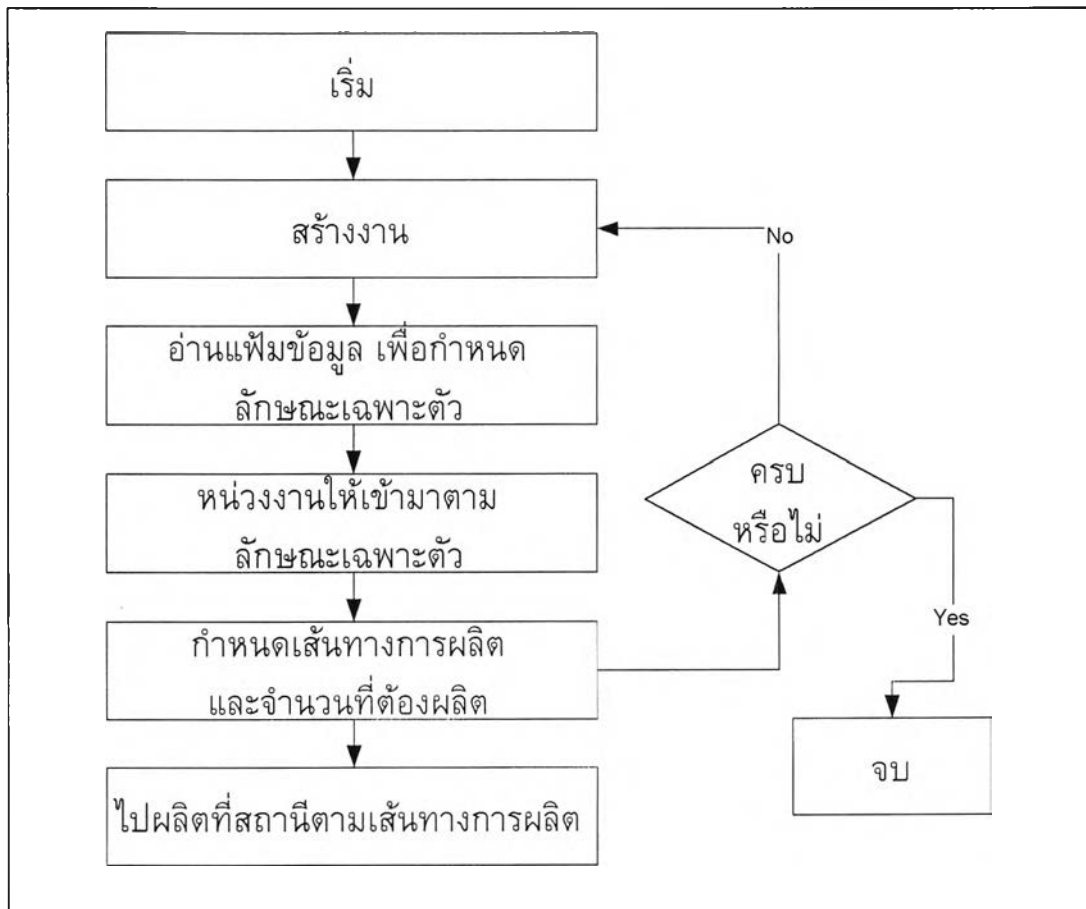 เริ่ม
สร้างงาน
No
อ่านแฟ้มข้อมูล เพื่อกำหนด
ลักษณะเฉพาะตัว
ครบ
หรือไม่
หน่วงงานให้เข้ามาตาม
ลักษณะเฉพาะตัว
Yes
กำหนดเส้นทางการผลิต
และจำนวนที่ต้องผลิต
จบ
ไปผลิตที่สถานีตามเส้นทางการผลิต